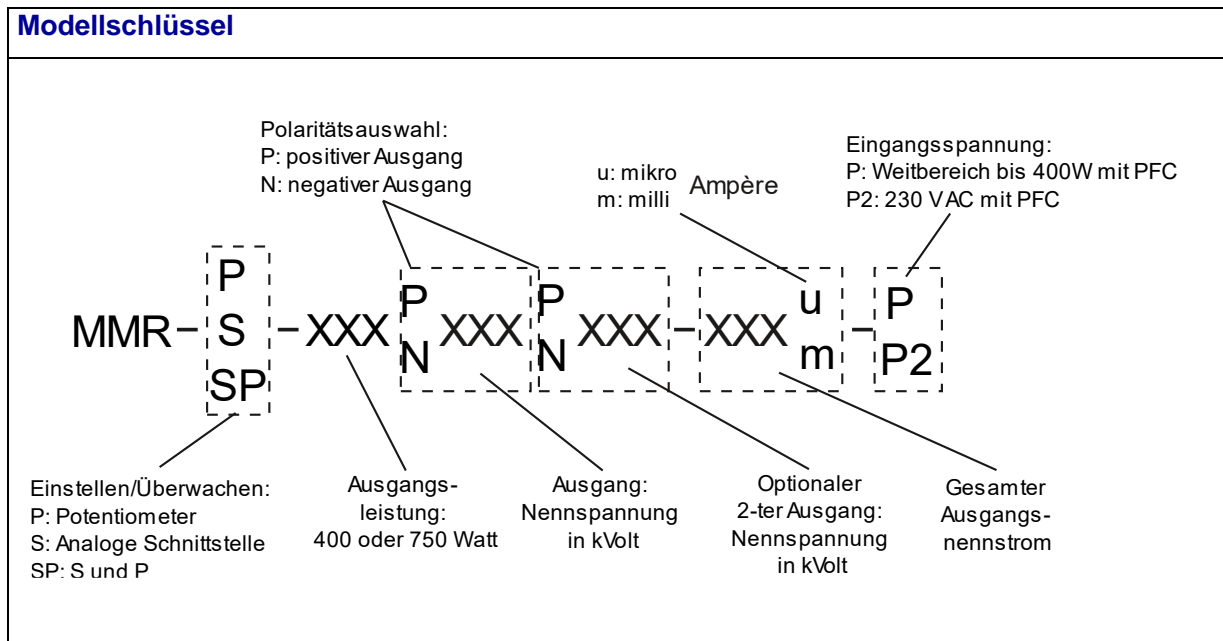 Modellschlüssel
Polaritätsauswahl:
P: positiver Ausgang
N: negativer Ausgang
u: mikro
m: milli
Ampère
Eingangsspannung:
P: Weitbereich bis 400W mit PFC
P2: 230 VAC mit PFC
MMR – P S SP – XXX P N XXX P N XXX – XXX u m – P P2
Einstellen/Überwachen:
P: Potentiometer
S: Analoge Schnittstelle
SP: S und P
Ausgangs-
leistung:
400 oder 750 Watt
Ausgang:
Nennspannung
in kVolt
Optionaler
2-ter Ausgang:
Nennspannung
in kVolt
Gesamter
Ausgangs-
nennstrom